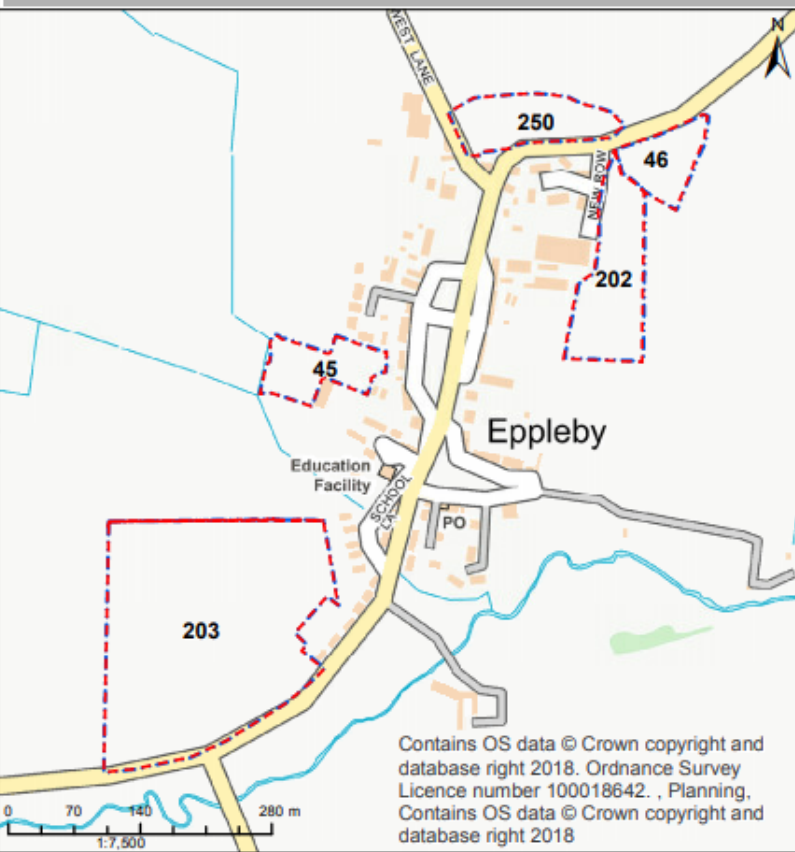 N
WEST LANE
250
46
NEW ROW
202
45
Eppleby
Education
Facility
SCHOOL
LA
PO
203
Contains OS data © Crown copyright and
database right 2018. Ordnance Survey
Licence number 100018642. , Planning,
Contains OS data © Crown copyright and
database right 2018
0 70 140 280 m
1:7,500